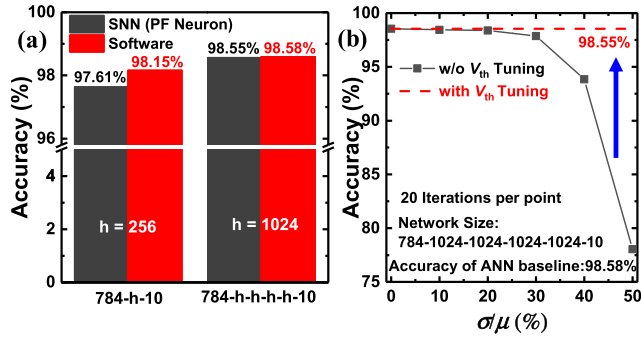 (a)
SNN (PF Neuron)
Software
97.61%
98.15%
98.55%
98.58%
h = 256
h = 1024
Accuracy (%)
100
98
96
4
2
0
784-h-10
784-h-h-h-h-10
(b)
98.55%
w/o Vth Tuning
with Vth Tuning
20 Iterations per point
Network Size:
784-1024-1024-1024-1024-10
Accuracy of ANN baseline:98.58%
Accuracy (%)
100
95
90
85
80
75
0
10
20
30
40
50
σ/μ (%)